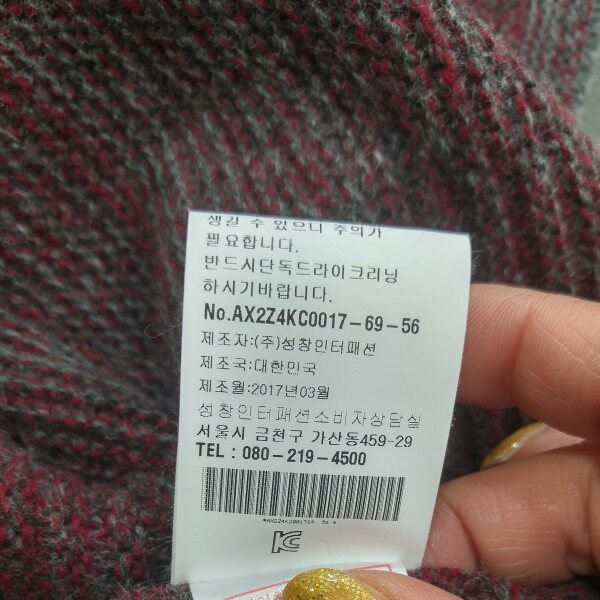 생길 수 있으니 주의가
필요합니다.
반드시단독드라이크리닝
하시기바랍니다.
No.AX2Z4KC0017-69-56
제조자:(주)성창인터패션
제조국:대한민국
제조월:2017년03월
성창인터패션소비자상담실
서울시 금천구 가산동459-29
TEL : 080-219-4500
*AX2Z4KC001769 56 *
KC